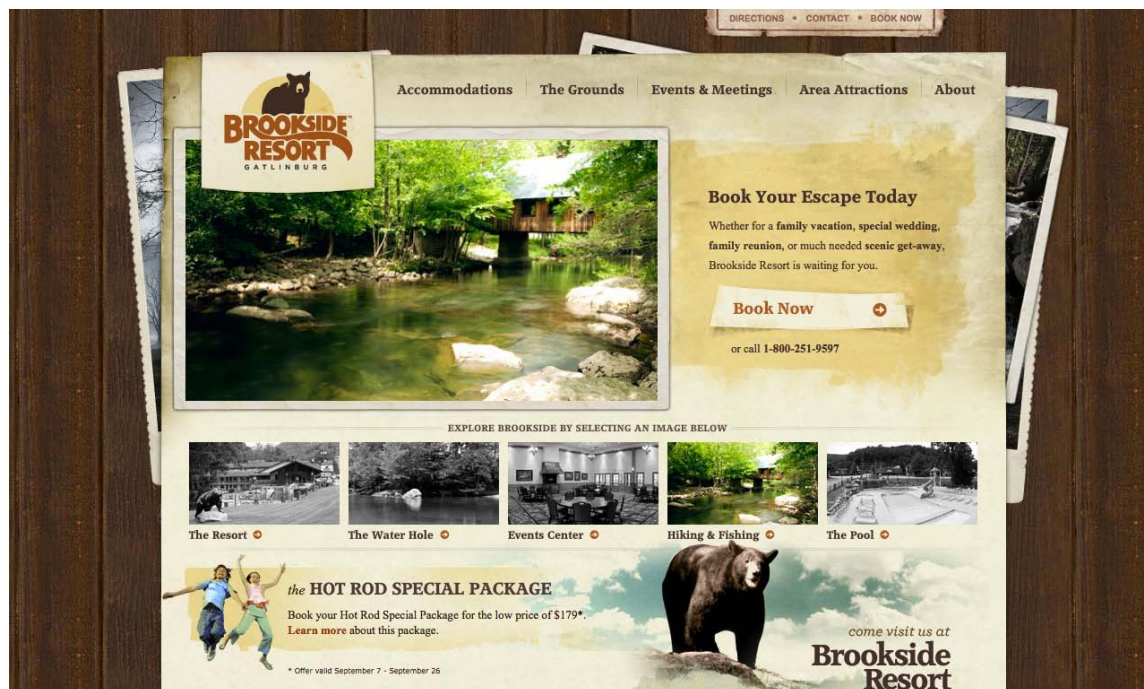 DIRECTIONS • CONTACT • BOOK NOW
BROOKSIDE
RESORT
GATLINBURG
Accommodations
The Grounds
Events & Meetings
Area Attractions
About
Book Your Escape Today
Whether for a family vacation, special wedding,
family reunion, or much needed scenic get-away,
Brookside Resort is waiting for you.
Book Now
or call 1-800-251-9597
EXPLORE BROOKSIDE BY SELECTING AN IMAGE BELOW
The Resort
The Water Hole
Events Center
Hiking & Fishing
The Pool
the HOT ROD SPECIAL PACKAGE
Book your Hot Rod Special Package for the low price of $179*.
Learn more about this package.
* Offer valid September 7 - September 26
come visit us at
Brookside
Resort